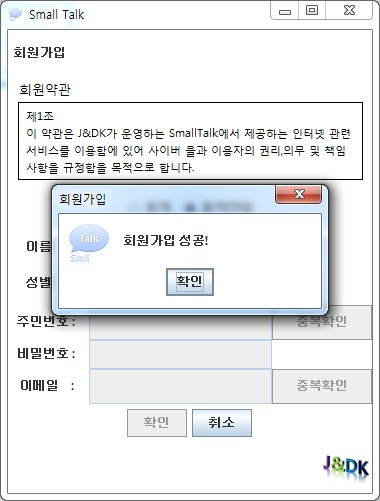 Small Talk
회원가입
회원약관
제1조
이 약관은 J&DK가 운영하는 SmallTalk에서 제공하는 인터넷 관련
서비스를 이용함에 있어 사이버 을과 이용자의 권리,의무 및 책임
사항을 규정함을 목적으로 합니다.
회원가입
Talk
Smll
회원가입 성공!
확인
이름
성별
주민번호 :
중복확인
비밀번호 :
이메일 :
중복확인
확인
취소
J&DK